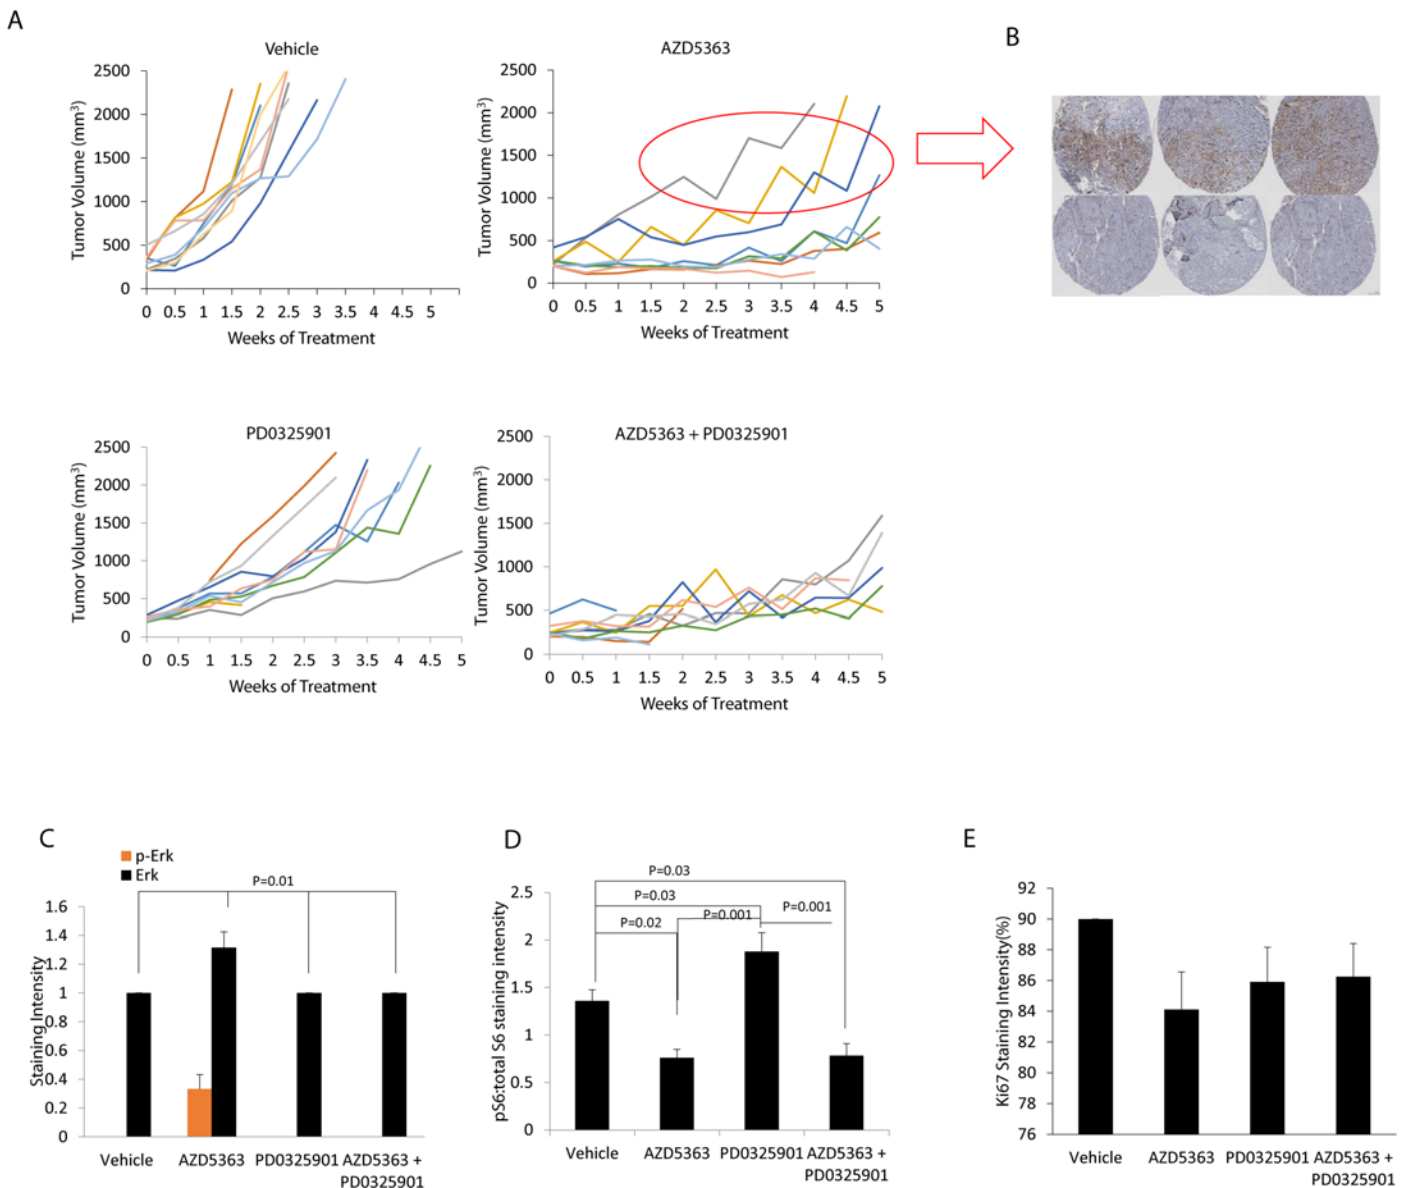 A
B
Vehicle
Tumor Volume (mm³)
2500
2000
1500
1000
500
0
0 0.5 1 1.5 2 2.5 3 3.5 4 4.5 5
Weeks of Treatment
AZD5363
Tumor Volume (mm³)
2500
2000
1500
1000
500
0
0 0.5 1 1.5 2 2.5 3 3.5 4 4.5 5
Weeks of Treatment
PD0325901
Tumor Volume (mm³)
2500
2000
1500
1000
500
0
0 0.5 1 1.5 2 2.5 3 3.5 4 4.5 5
Weeks of Treatment
AZD5363 + PD0325901
Tumor Volume (mm³)
2500
2000
1500
1000
500
0
0 0.5 1 1.5 2 2.5 3 3.5 4 4.5 5
Weeks of Treatment
C
p-Erk
Erk
P=0.01
Staining Intensity
1.6
1.4
1.2
1
0.8
0.6
0.4
0.2
0
Vehicle AZD5363 PD0325901 AZD5363 +
PD0325901
D
P=0.03
P=0.03
P=0.02
P=0.001
P=0.001
pS6:total S6 staining intensity
2.5
2
1.5
1
0.5
0
Vehicle AZD5363 PD0325901 AZD5363 +
PD0325901
E
Ki67 Staining Intensity(%)
92
90
88
86
84
82
80
78
76
Vehicle AZD5363 PD0325901 AZD5363 +
PD0325901